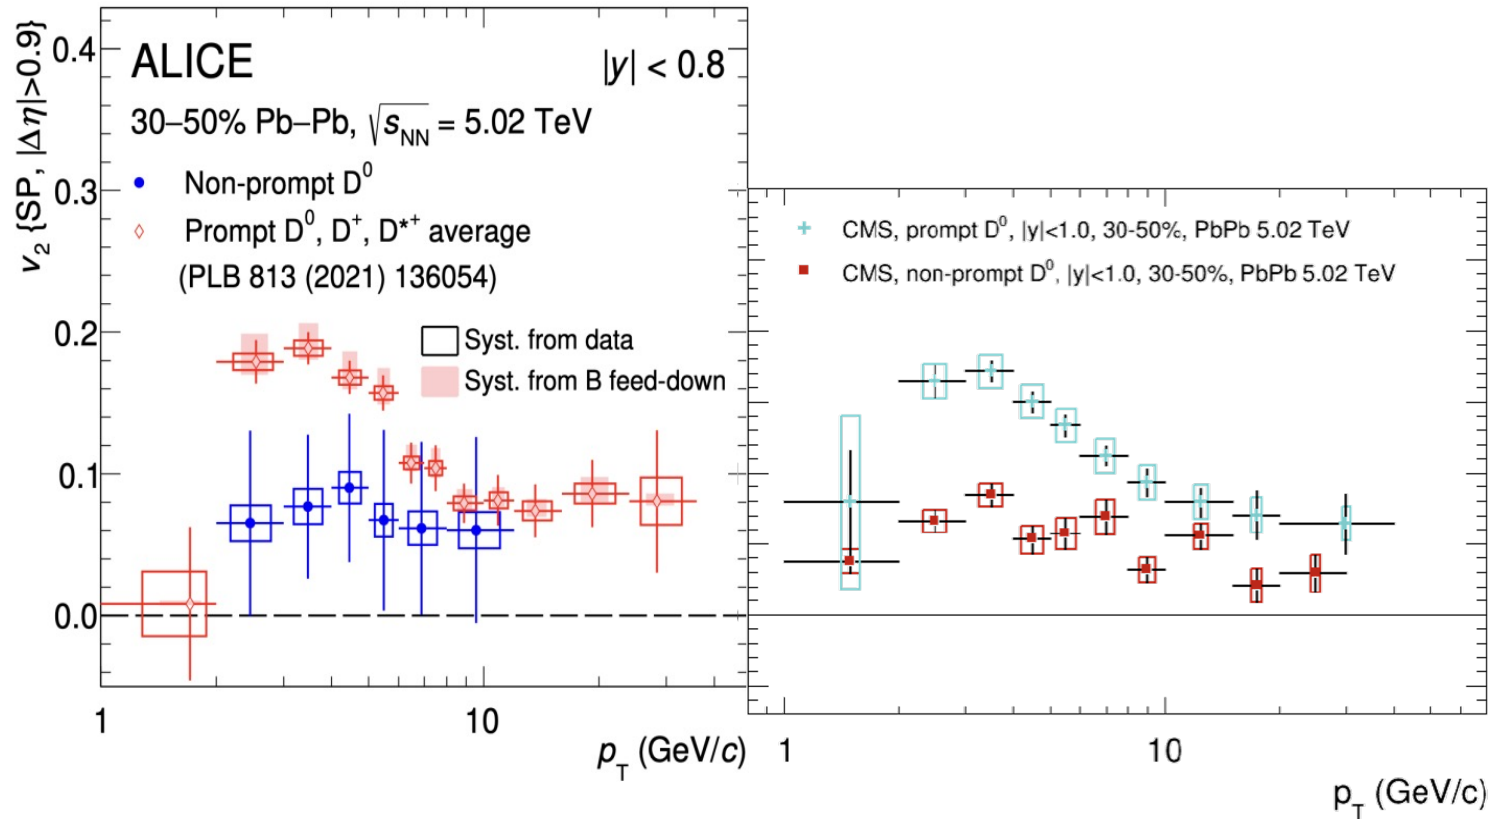 ALICE
|y| < 0.8
30–50% Pb–Pb, √s_NN = 5.02 TeV
Non-prompt D⁰
Prompt D⁰, D⁺, D*⁺ average
(PLB 813 (2021) 136054)
Syst. from data
Syst. from B feed-down
v₂ {SP, |Δη|>0.9}
0.4
0.3
0.2
0.1
0.0
1
10
p_T (GeV/c)
CMS, prompt D⁰, |y|<1.0, 30-50%, PbPb 5.02 TeV
CMS, non-prompt D⁰, |y|<1.0, 30-50%, PbPb 5.02 TeV
1
10
p_T (GeV/c)